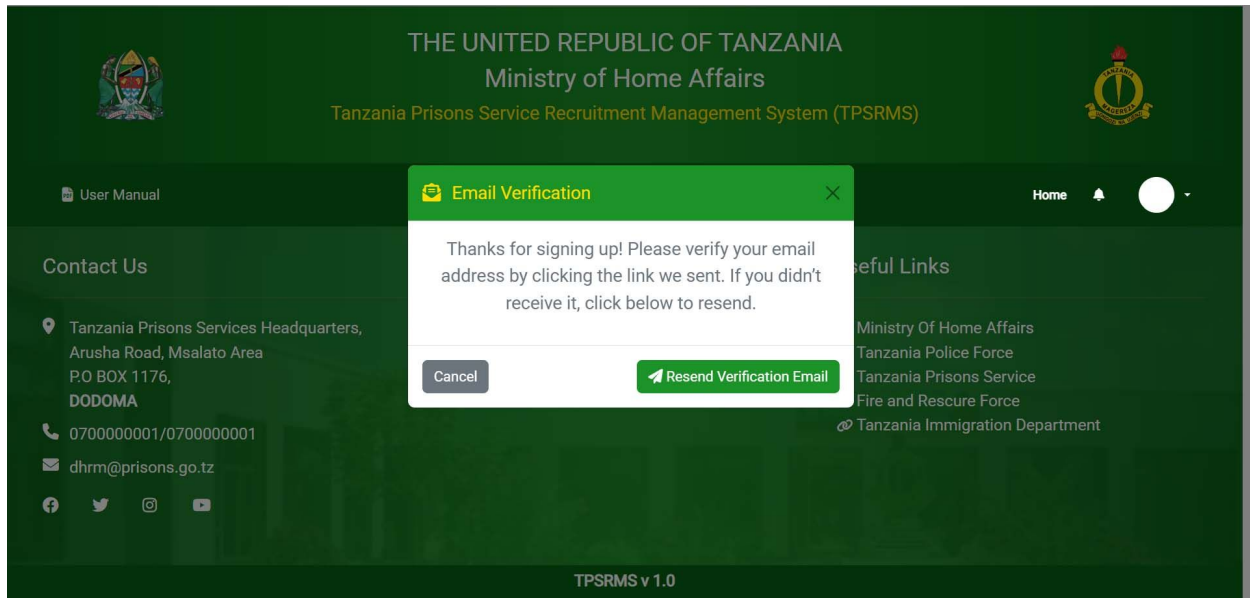 THE UNITED REPUBLIC OF TANZANIA
Ministry of Home Affairs
Tanzania Prisons Service Recruitment Management System (TPSRMS)
TANZANIA
MAGEREZA
User Manual
Home
Email Verification
Thanks for signing up! Please verify your email
address by clicking the link we sent. If you didn't
receive it, click below to resend.
Cancel
Resend Verification Email
Contact Us
Tanzania Prisons Services Headquarters,
Arusha Road, Msalato Area
P.O BOX 1176,
DODOMA
0700000001/0700000001
dhrm@prisons.go.tz
seful Links
Ministry Of Home Affairs
Tanzania Police Force
Tanzania Prisons Service
Fire and Rescure Force
Tanzania Immigration Department
TPSRMS v 1.0